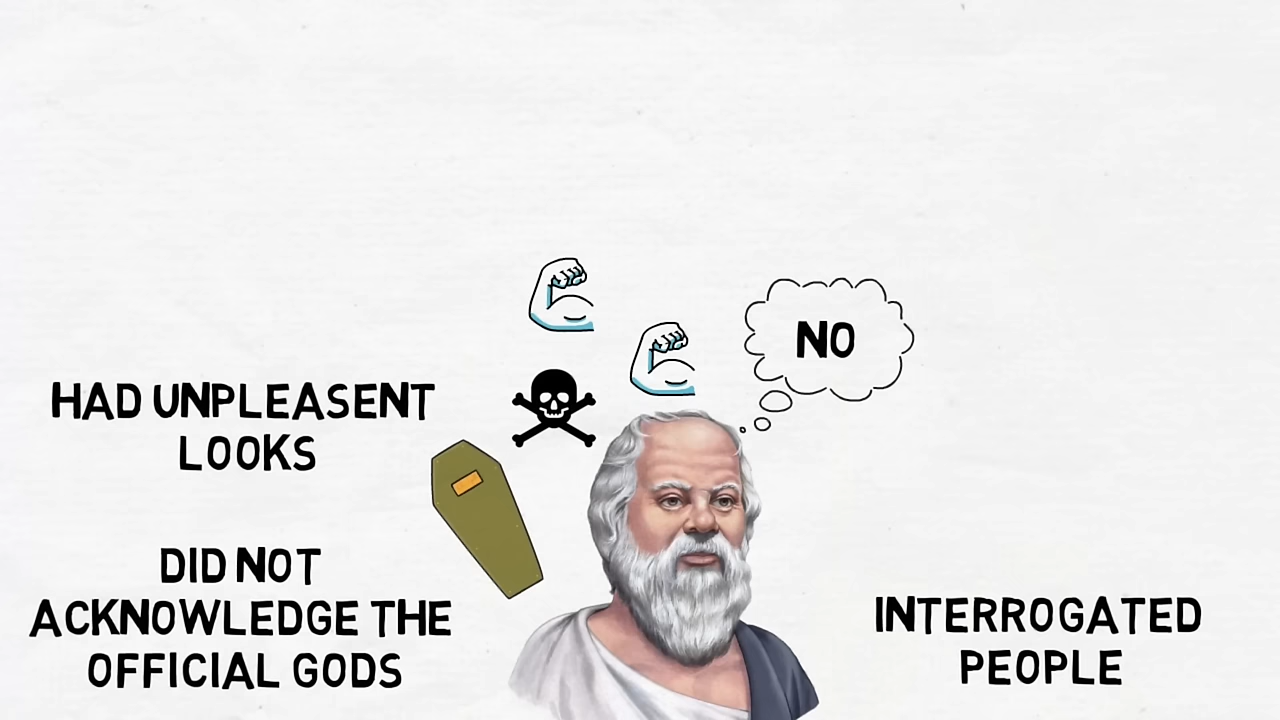 NO
HAD UNPLEASENT
LOOKS
DID NOT
ACKNOWLEDGE THE
OFFICIAL GODS
INTERROGATED
PEOPLE